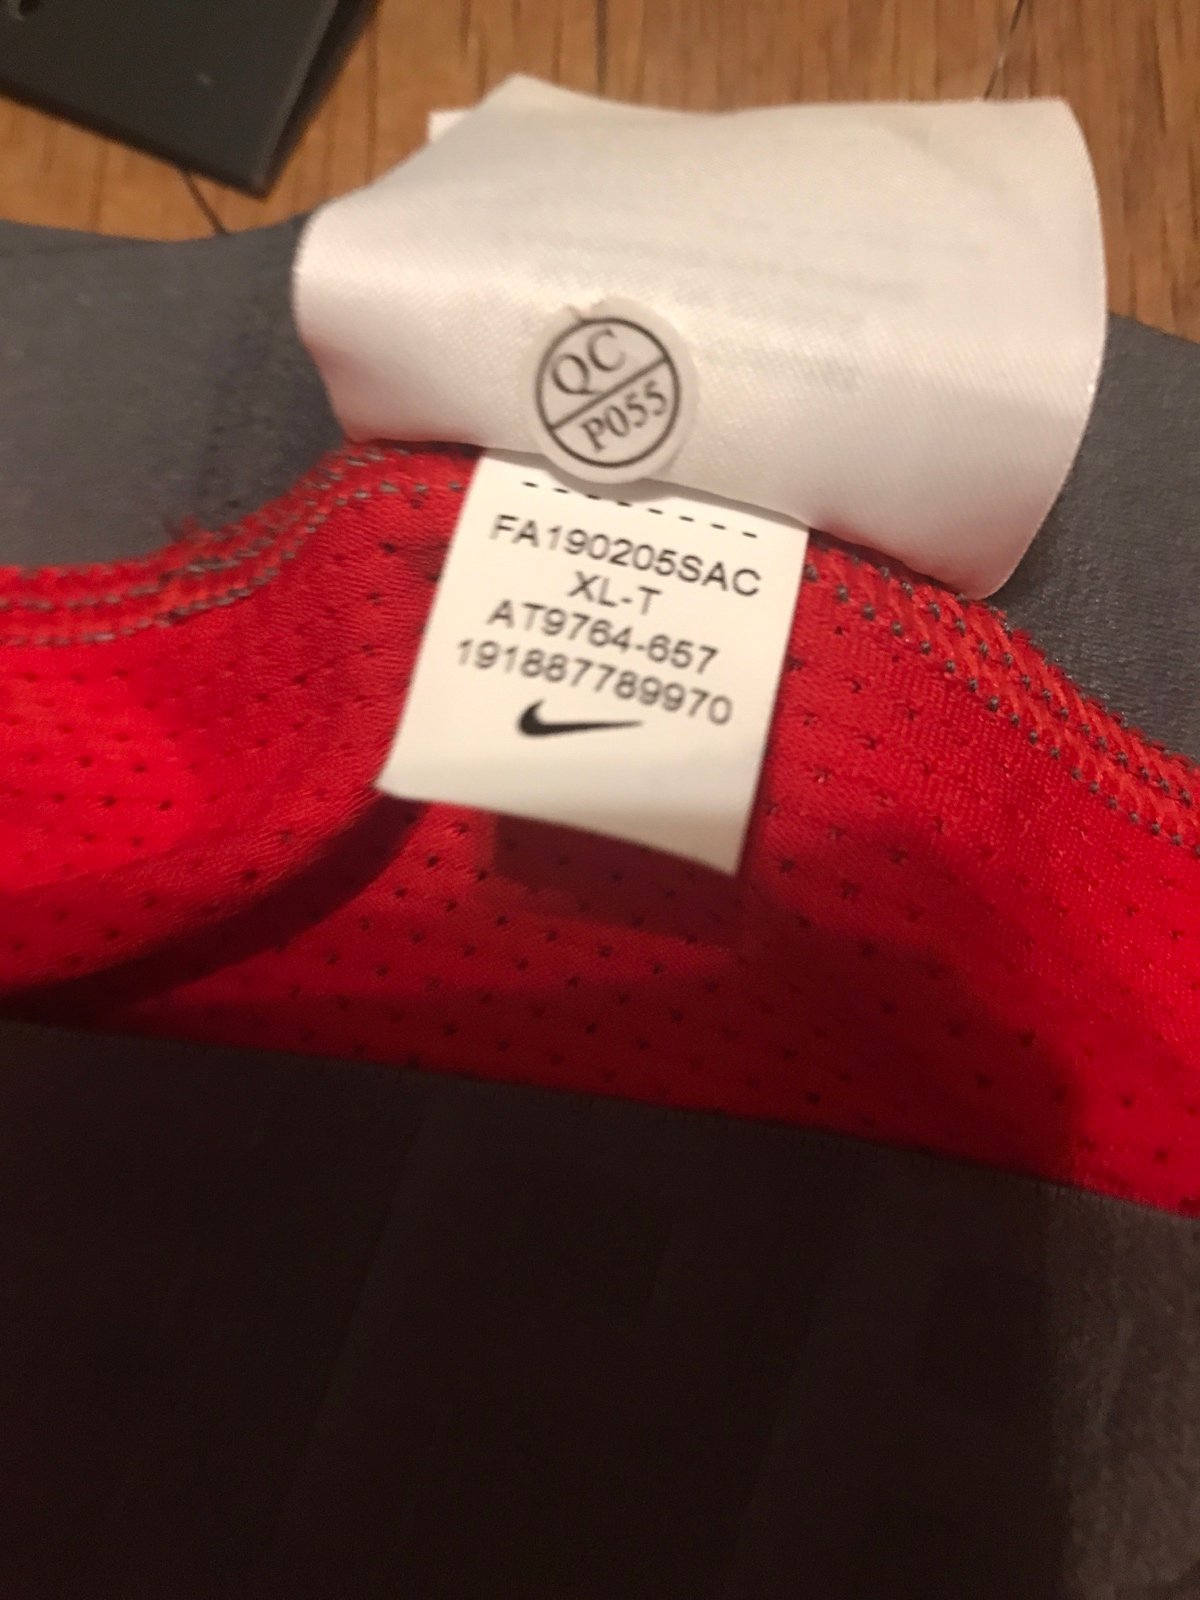 QC
P055
FA190205SAC
XL-T
AT9764-657
191887789970